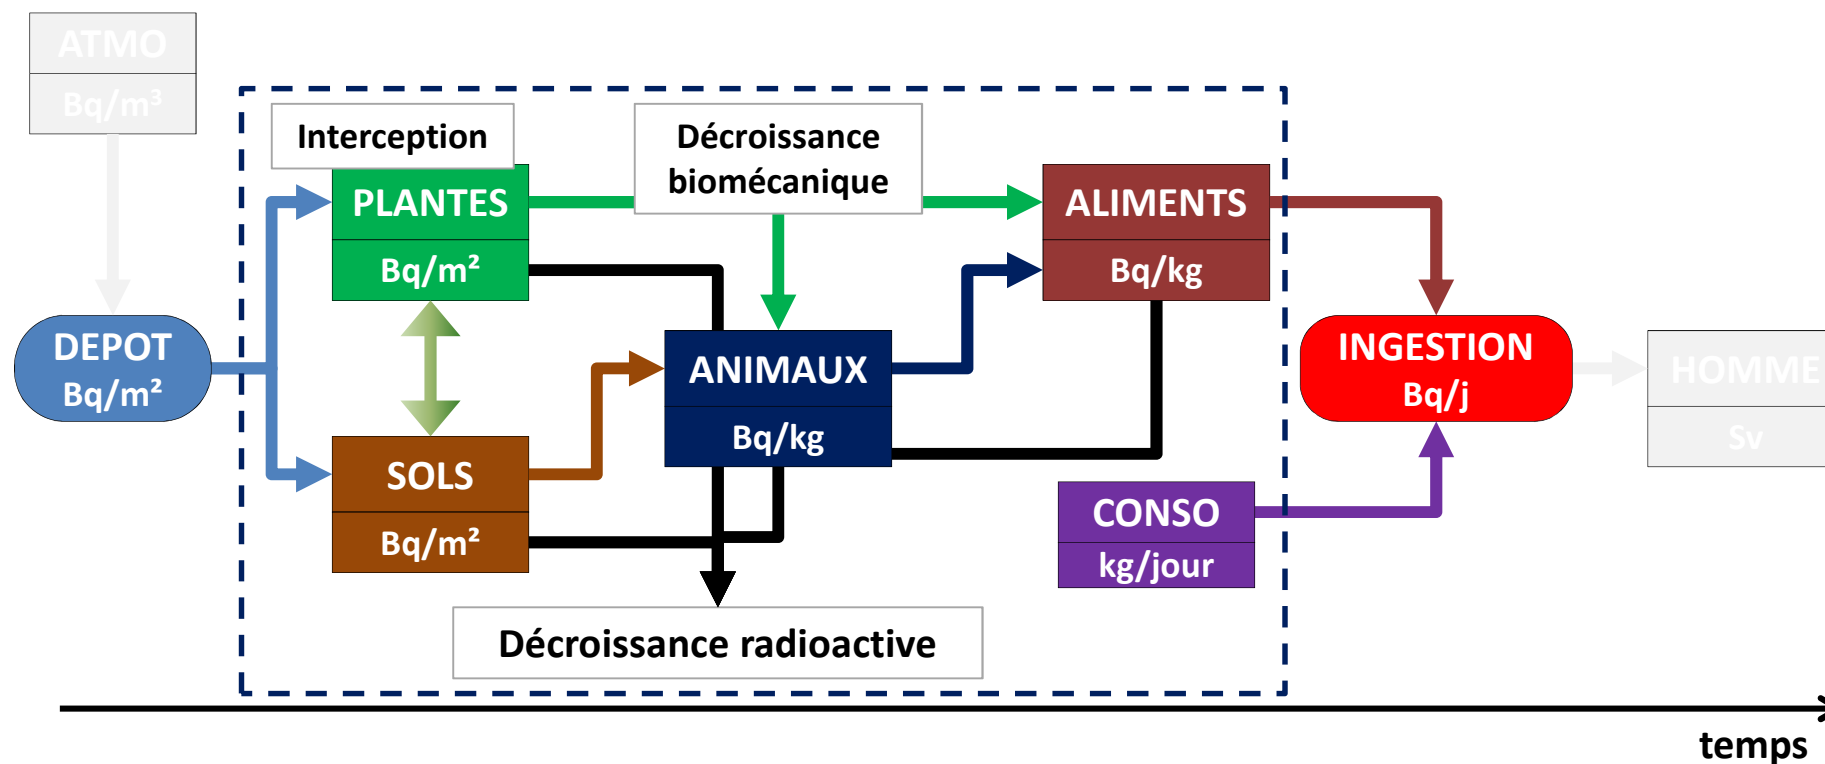 ATMO
Bq/m³
Interception
Décroissance
biomécanique
PLANTES
Bq/m²
ALIMENTS
Bq/kg
DEPOT
Bq/m²
ANIMAUX
Bq/kg
INGESTION
Bq/j
HOMME
Sv
SOLS
Bq/m²
CONSO
kg/jour
Décroissance radioactive
temps